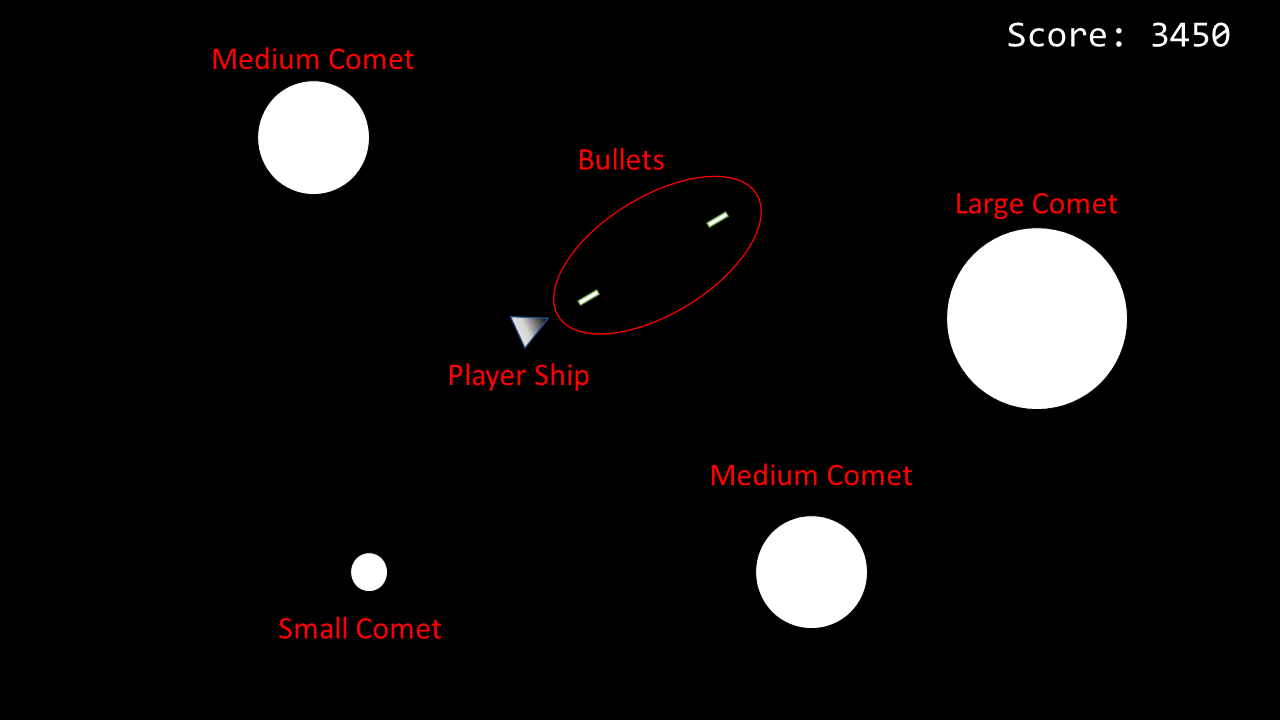 Score: 3450
Medium Comet
Bullets
Large Comet
Player Ship
Medium Comet
Small Comet